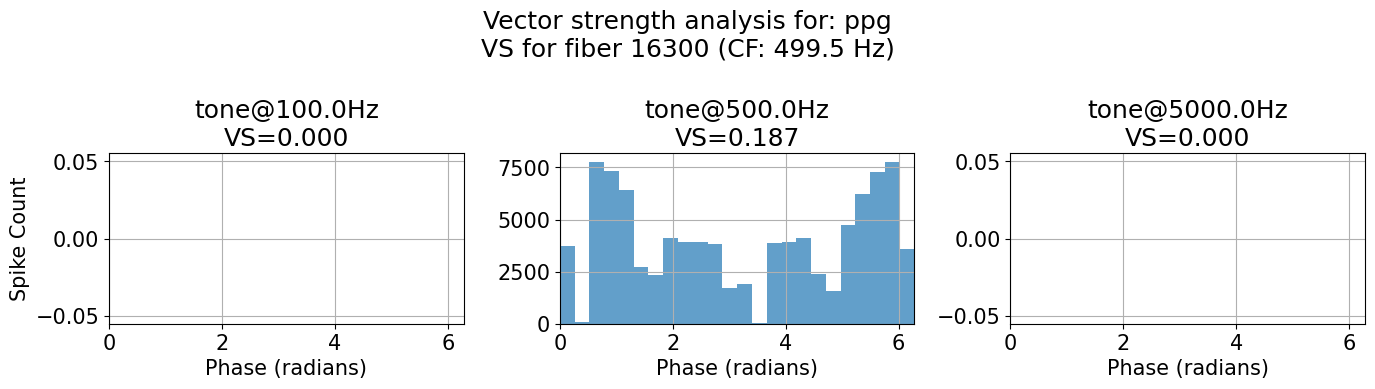 Vector strength analysis for: ppg
VS for fiber 16300 (CF: 499.5 Hz)
tone@100.0Hz
VS=0.000
tone@500.0Hz
VS=0.187
tone@5000.0Hz
VS=0.000
Spike Count
0.05
0.00
−0.05
0 2 4 6
Phase (radians)
7500
5000
2500
0
0 2 4 6
Phase (radians)
0.05
0.00
−0.05
0 2 4 6
Phase (radians)